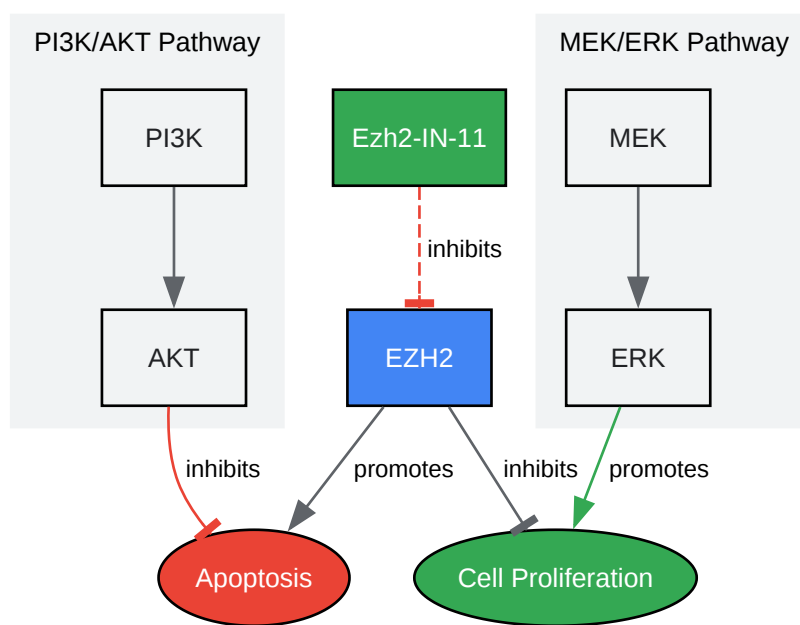 PI3K/AKT Pathway
MEK/ERK Pathway
PI3K
Ezh2-IN-11
MEK
inhibits
AKT
EZH2
ERK
inhibits
promotes
inhibits
promotes
Apoptosis
Cell Proliferation